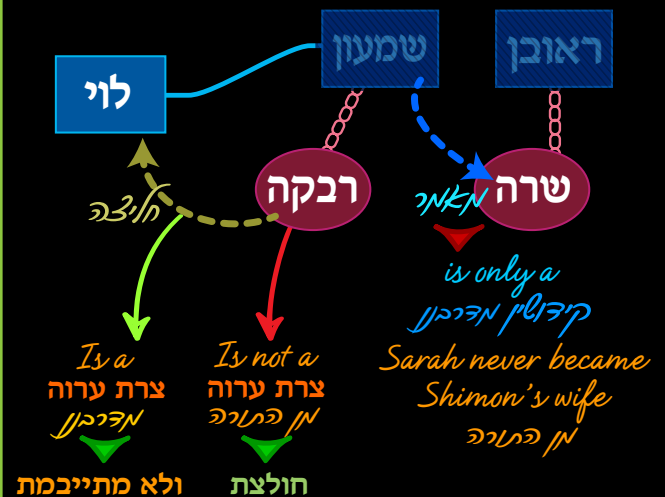 ראובן
שמעון
לוי
שרה
רבקה
מאמר
חליצה
is only a
קידושין מדרבנן
Sarah never became
Shimon's wife
מן התורה
Is not a
צרת ערוה
מן התורה
חולצת
Is a
צרת ערוה
מדרבנן
ולא מתייבמת